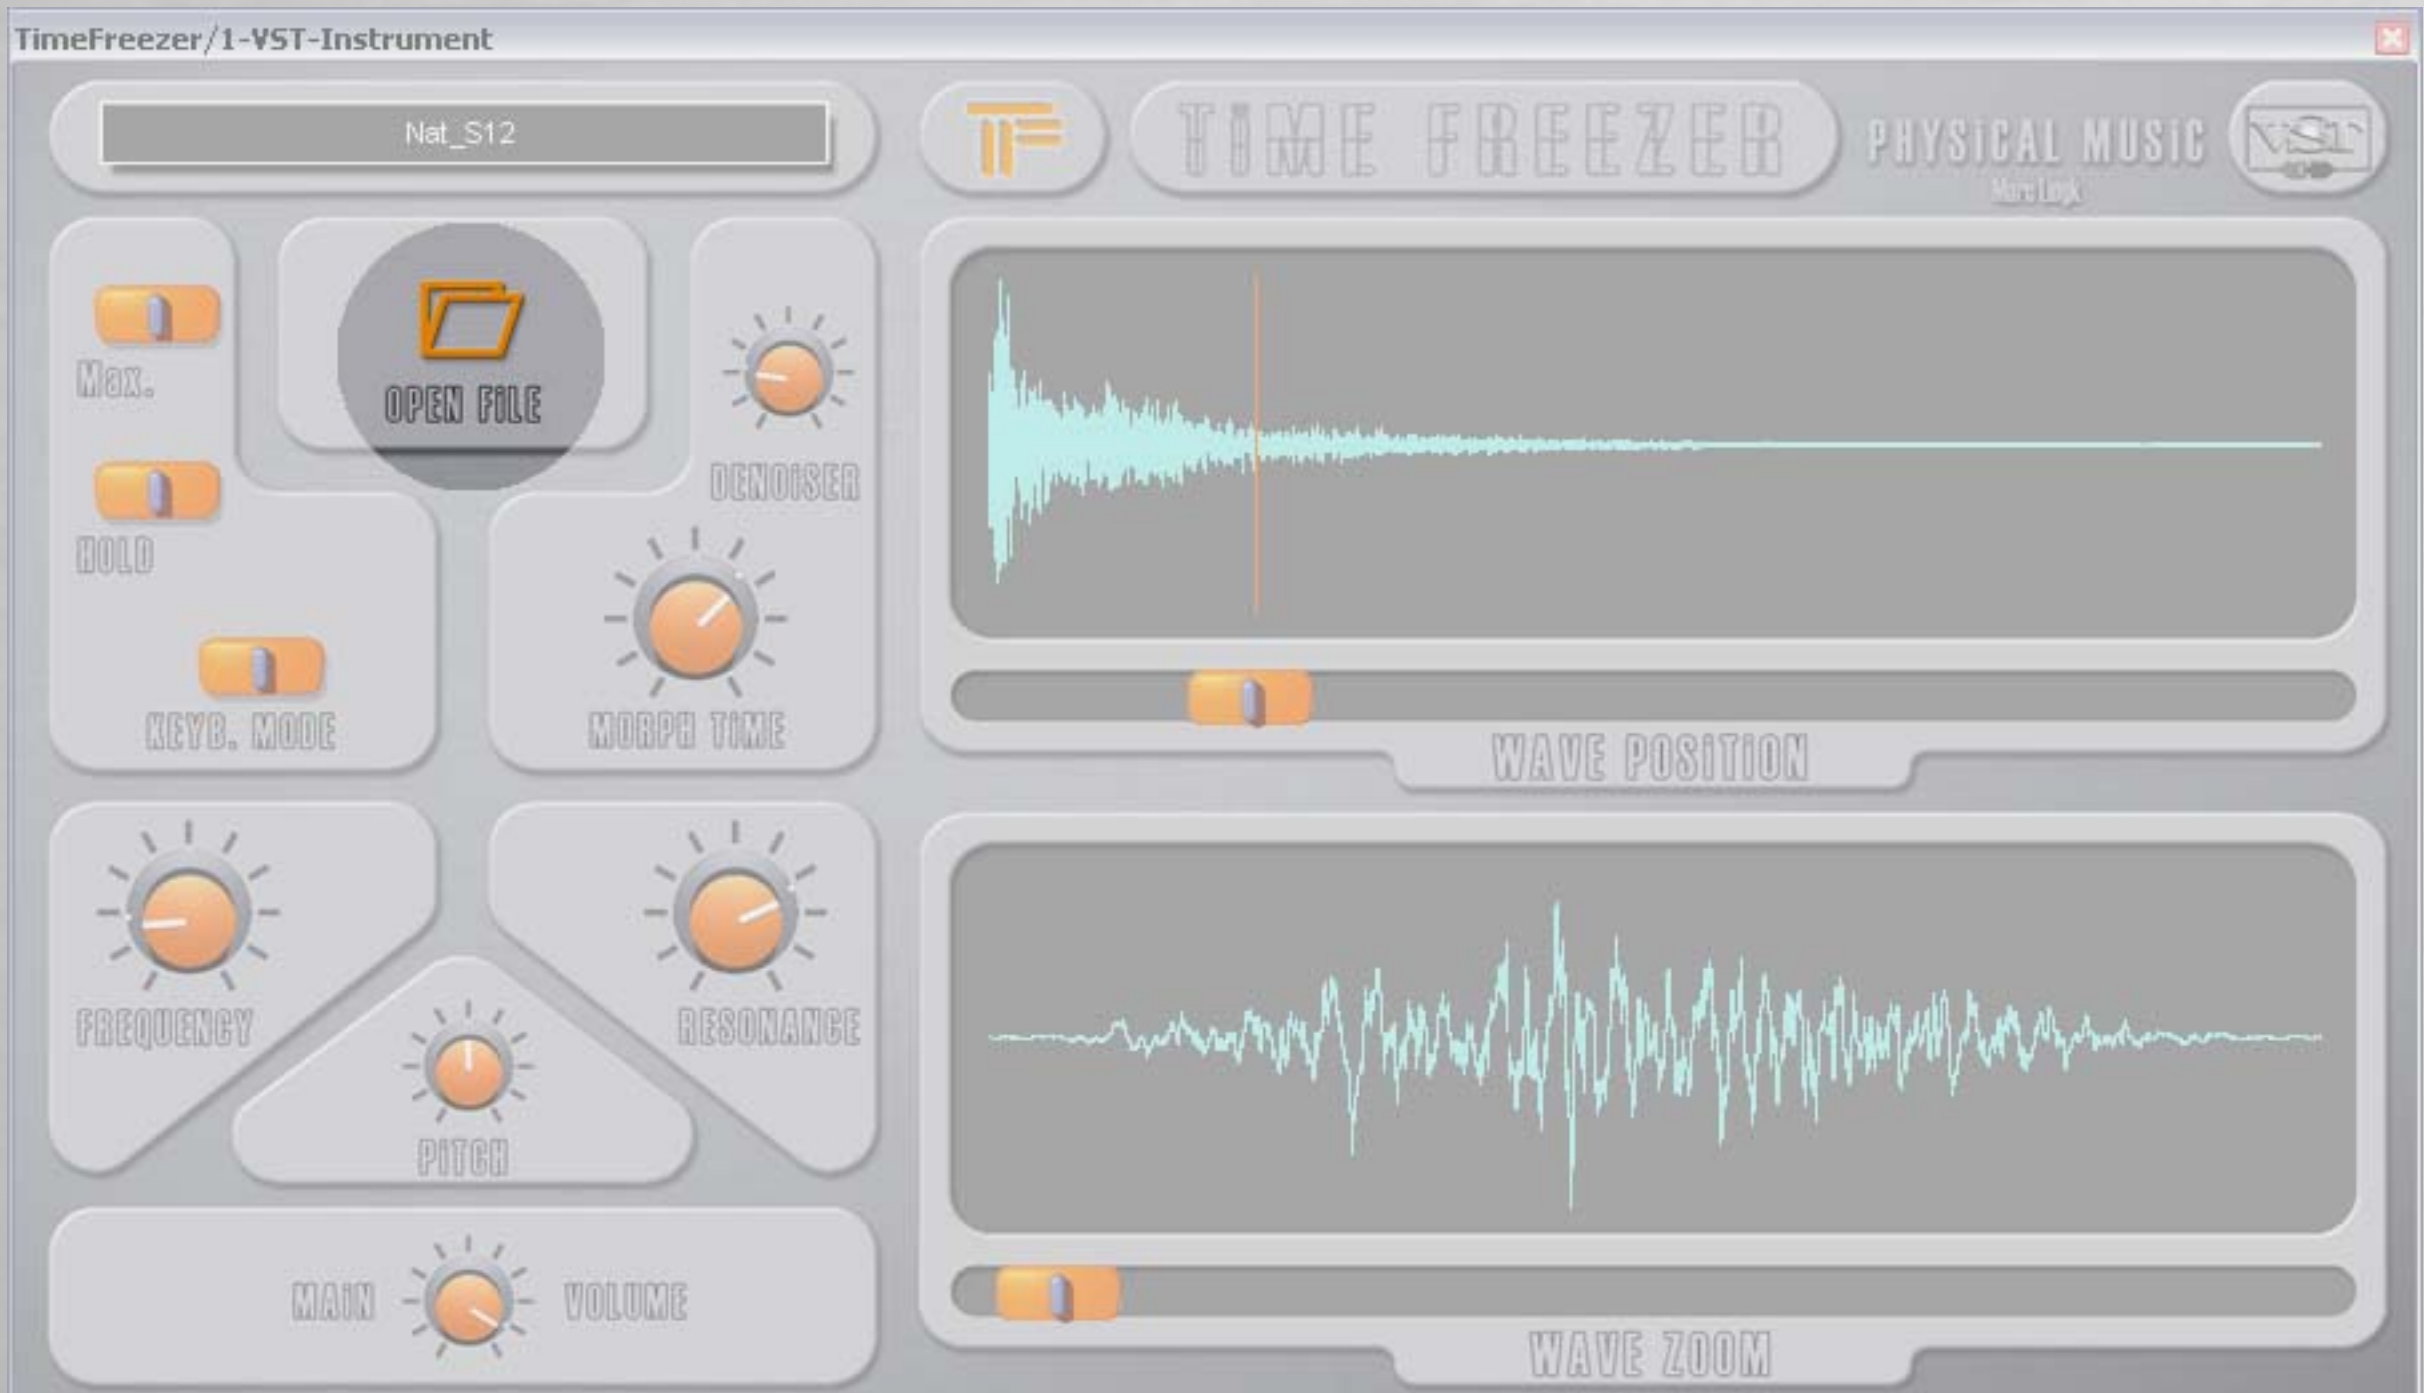 TimeFreezer/1-VST-Instrument
Nat_S12
TF
TiME FREEZER
PHYSiCAL MUSiC
VST
Max.
OPEN FiLE
DENOiSER
HOLD
KEYB. MODE
MORPH TiME
WAVE POSiTiON
FREQUENCY
RESONANCE
PiTCH
MAiN VOLUME
WAVE ZOOM